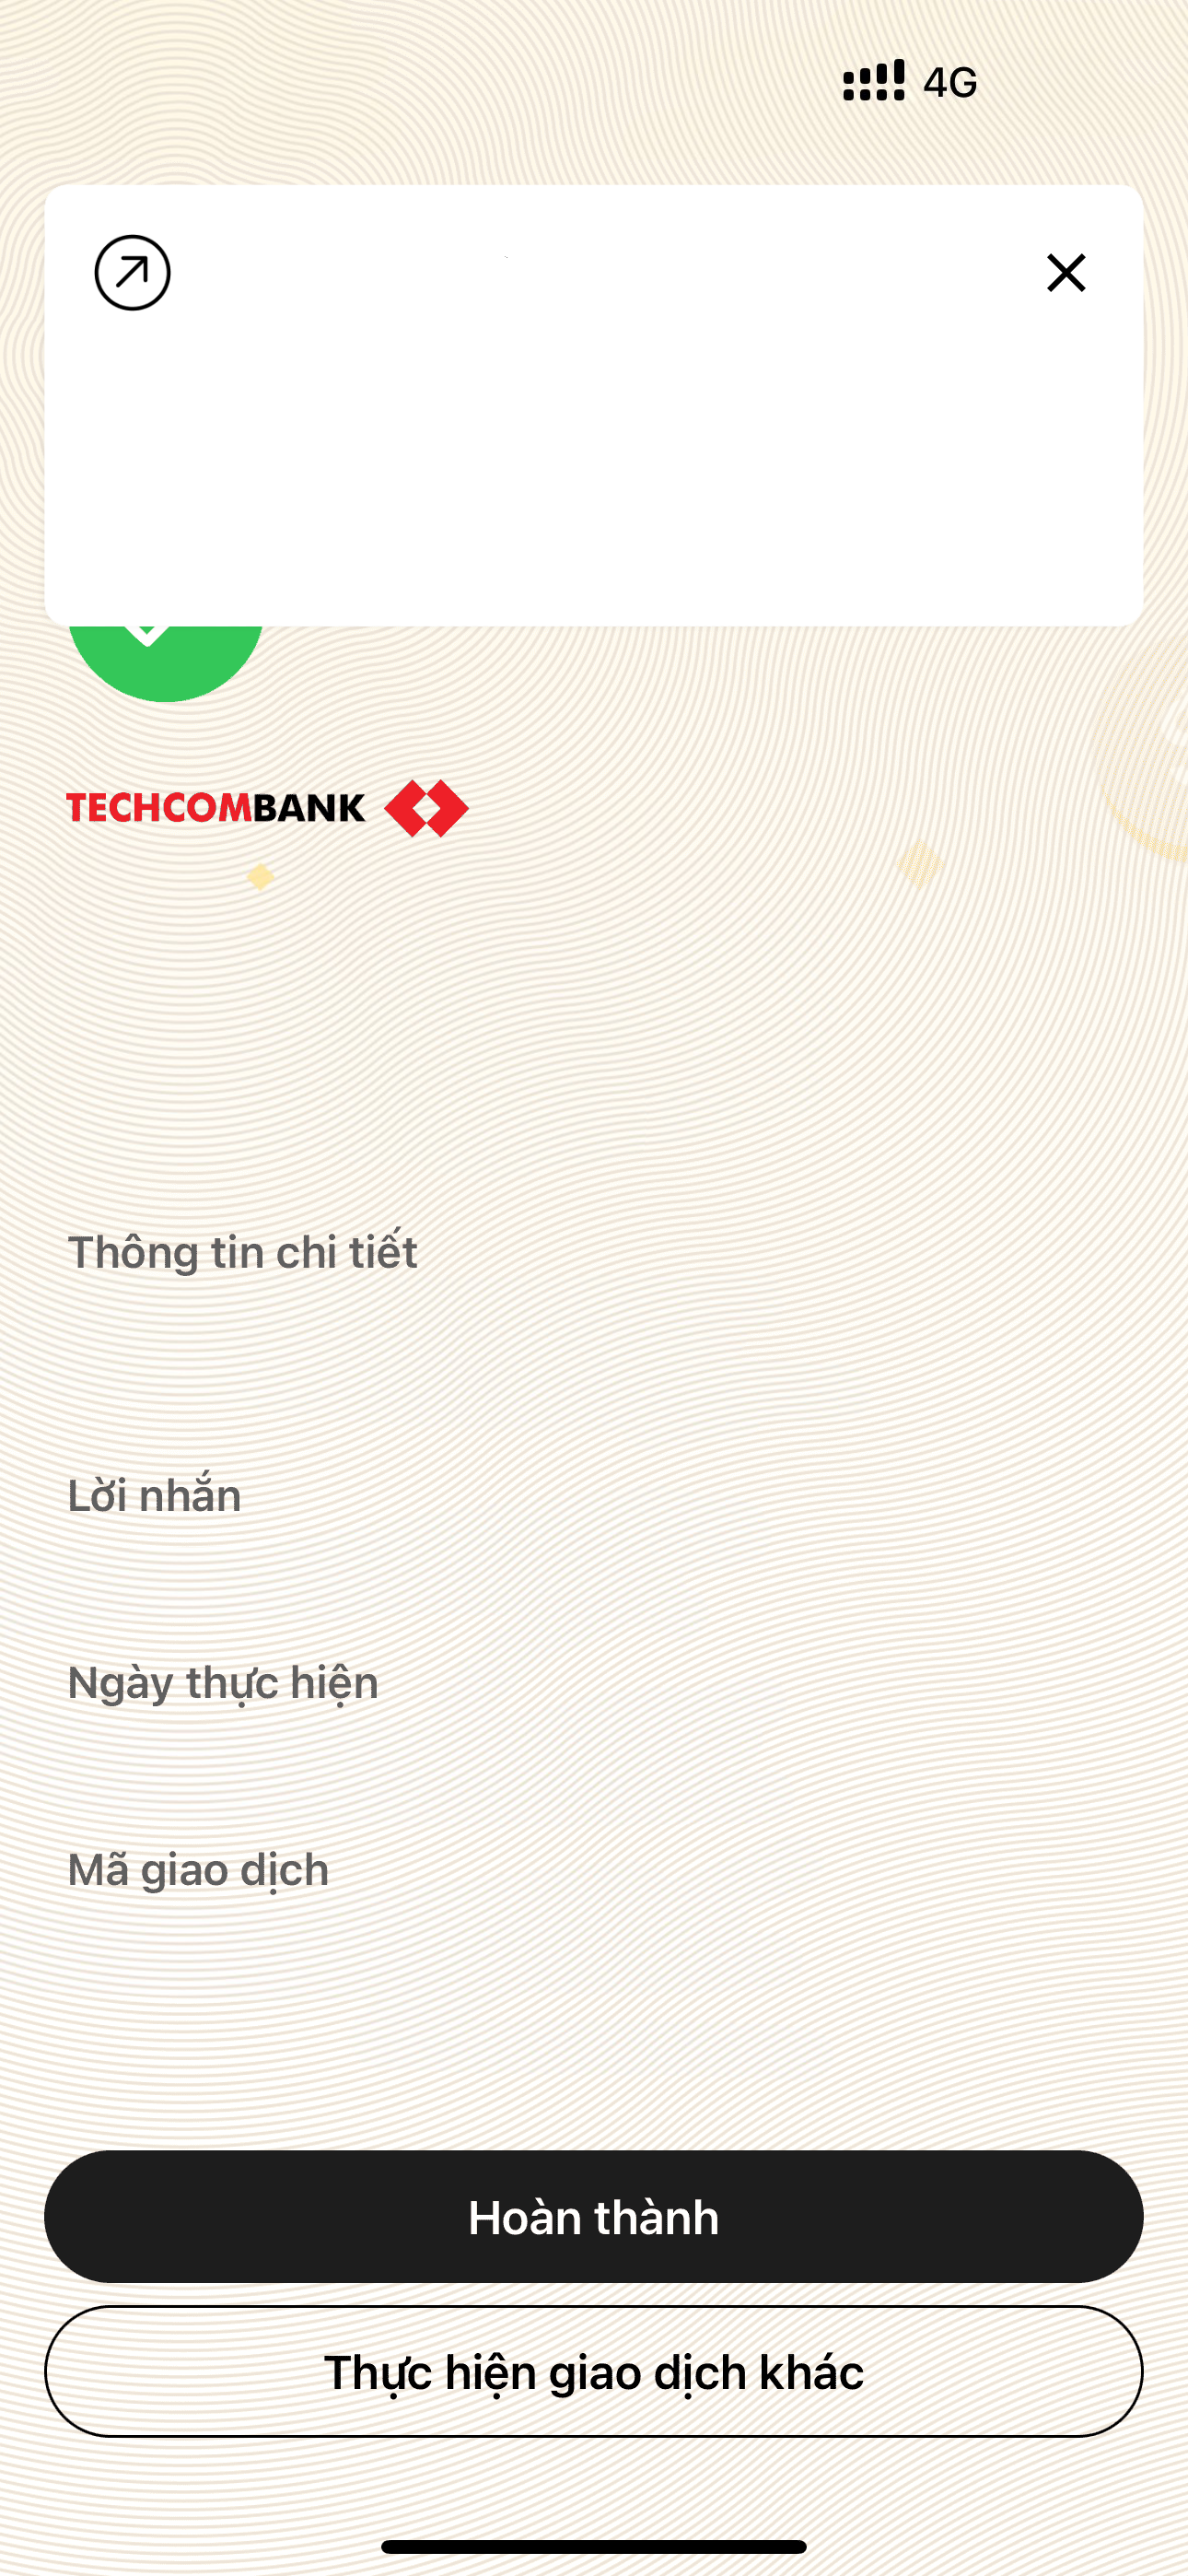 4G
TECHCOMBANK
Thông tin chi tiết
Lời nhắn
Ngày thực hiện
Mã giao dịch
Hoàn thành
Thực hiện giao dịch khác